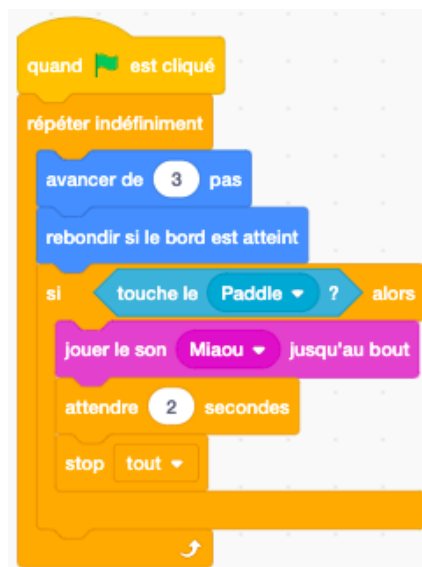 quand est cliqué
répéter indéfiniment
avancer de 3 pas
rebondir si le bord est atteint
si touche le Paddle ? alors
jouer le son Miaou jusqu'au bout
attendre 2 secondes
stop tout